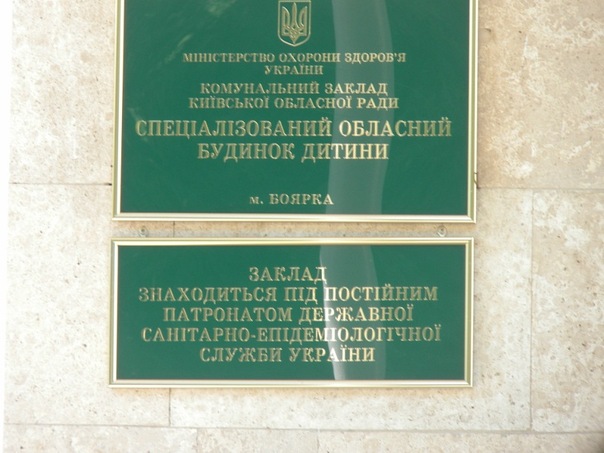 МІНІСТЕРСТВО ОХОРОНИ ЗДОРОВ'Я
УКРАЇНИ
КОМУНАЛЬНИЙ ЗАКЛАД
КИЇВСЬКОЇ ОБЛАСНОЇ РАДИ
СПЕЦІАЛІЗОВАНИЙ ОБЛАСНИЙ
БУДИНОК ДИТИНИ
м. БОЯРКА
ЗАКЛАД
ЗНАХОДИТЬСЯ ПІД ПОСТІЙНИМ
ПАТРОНАТОМ ДЕРЖАВНОЇ
САНІТАРНО-ЕПІДЕМІОЛОГІЧНОЇ
СЛУЖБИ УКРАЇНИ